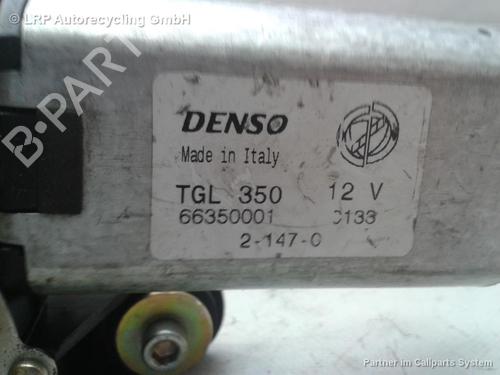 © LRP Autorecycling GmbH
DENSO
Made in Italy
TGL 350 12 V
66350001 0133
2-147-0
Partner im Callparts System